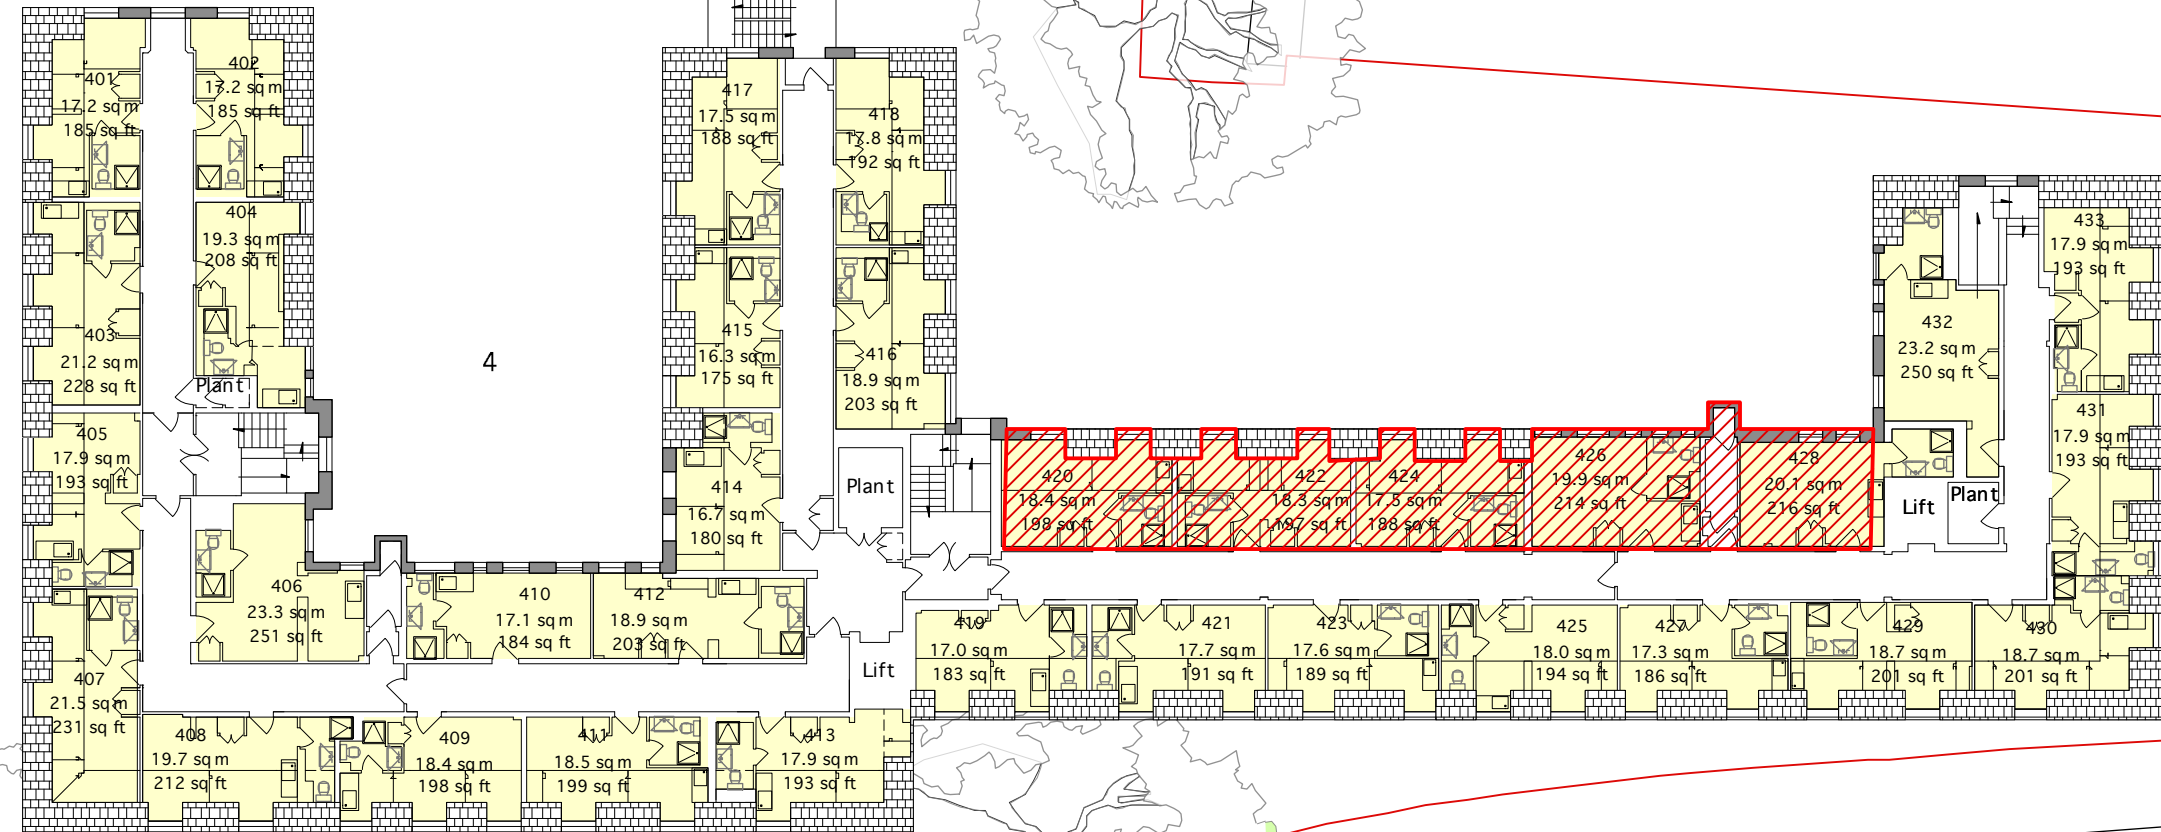 401
17.2 sq m
185 sq ft
402
17.2 sq m
185 sq ft
404
19.3 sq m
208 sq ft
403
21.2 sq m
228 sq ft
Plant
405
17.9 sq m
193 sq ft
406
23.3 sq m
251 sq ft
407
21.5 sq m
231 sq ft
408
19.7 sq m
212 sq ft
409
18.4 sq m
198 sq ft
410
17.1 sq m
184 sq ft
411
18.5 sq m
199 sq ft
412
18.9 sq m
203 sq ft
413
17.9 sq m
193 sq ft
4
417
17.5 sq m
188 sq ft
418
17.8 sq m
192 sq ft
415
16.3 sq m
175 sq ft
416
18.9 sq m
203 sq ft
414
16.7 sq m
180 sq ft
Plant
Lift
420
18.4 sq m
198 sq ft
422
18.3 sq m
197 sq ft
424
17.5 sq m
188 sq ft
426
19.9 sq m
214 sq ft
428
20.1 sq m
216 sq ft
419
17.0 sq m
183 sq ft
421
17.7 sq m
191 sq ft
423
17.6 sq m
189 sq ft
425
18.0 sq m
194 sq ft
427
17.3 sq m
186 sq ft
429
18.7 sq m
201 sq ft
430
18.7 sq m
201 sq ft
433
17.9 sq m
193 sq ft
432
23.2 sq m
250 sq ft
431
17.9 sq m
193 sq ft
Lift
Plant